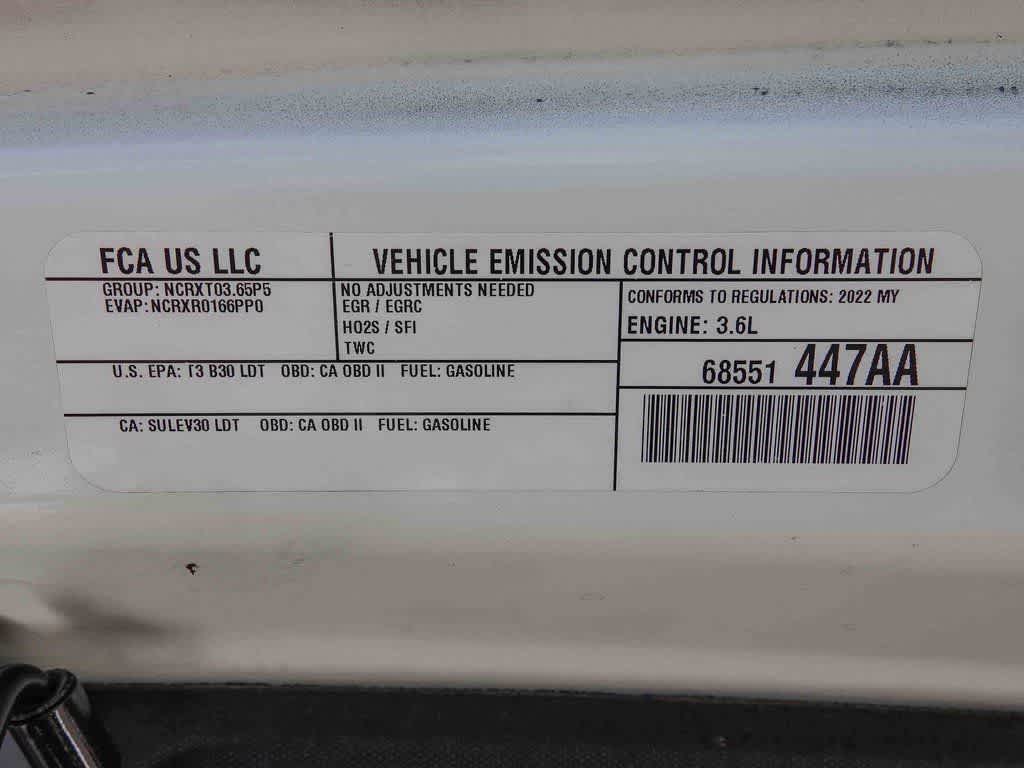 FCA US LLC
VEHICLE EMISSION CONTROL INFORMATION
GROUP: NCRXT03.65P5
EVAP: NCRXR0166PP0
NO ADJUSTMENTS NEEDED
EGR / EGRC
HO2S / SFI
TWC
CONFORMS TO REGULATIONS: 2022 MY
ENGINE: 3.6L
68551 447AA
U.S. EPA: T3 B30 LDT OBD: CA OBD II FUEL: GASOLINE
CA: SULEV30 LDT OBD: CA OBD II FUEL: GASOLINE